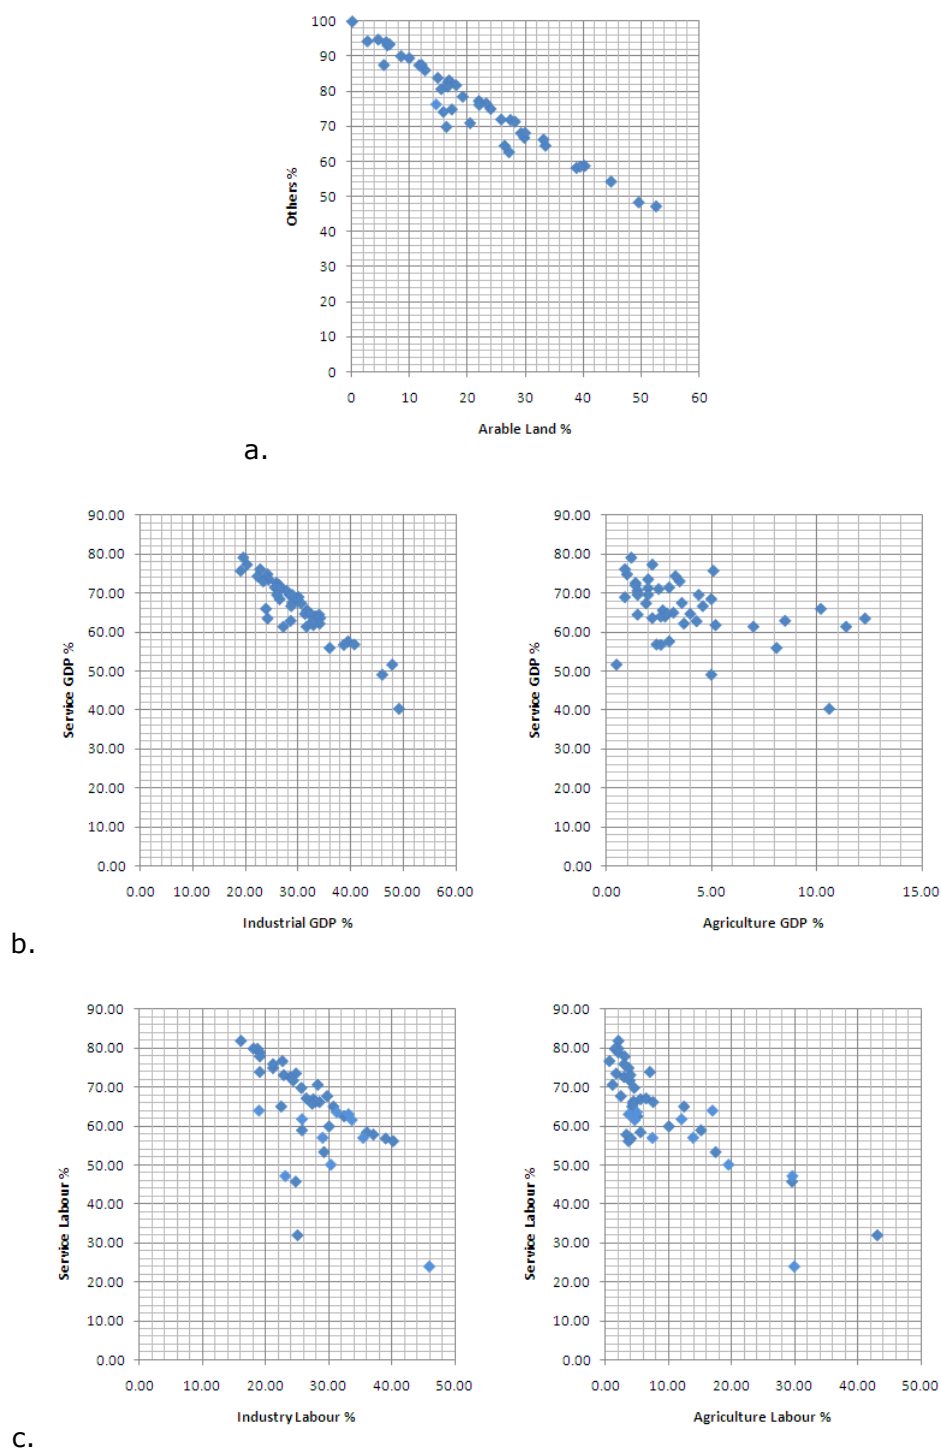 100
90
80
70
60
50
40
30
20
10
0
Others %
0 10 20 30 40 50 60
Arable Land %
a.
90.00
80.00
70.00
60.00
50.00
40.00
30.00
20.00
10.00
0.00
Service GDP %
0.00 10.00 20.00 30.00 40.00 50.00 60.00
Industrial GDP %
90.00
80.00
70.00
60.00
50.00
40.00
30.00
20.00
10.00
0.00
Service GDP %
0.00 5.00 10.00 15.00
Agriculture GDP %
b.
90.00
80.00
70.00
60.00
50.00
40.00
30.00
20.00
10.00
0.00
Service Labour %
0.00 10.00 20.00 30.00 40.00 50.00
Industry Labour %
90.00
80.00
70.00
60.00
50.00
40.00
30.00
20.00
10.00
0.00
Service Labour %
0.00 10.00 20.00 30.00 40.00 50.00
Agriculture Labour %
c.